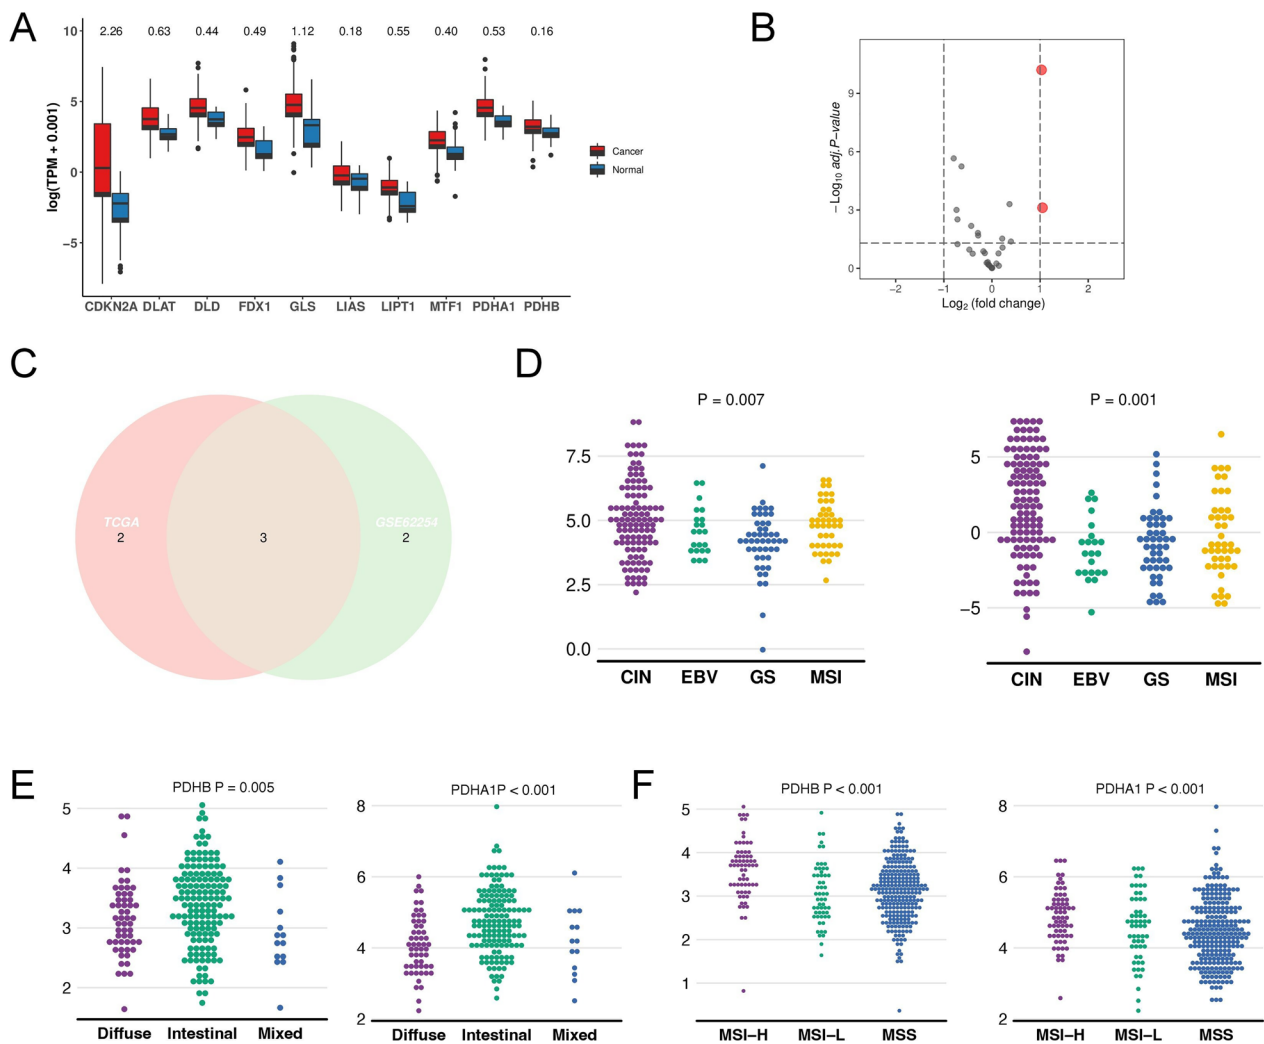 A
10
5
0
−5
log(TPM + 0.001)
2.26 0.63 0.44 0.49 1.12 0.18 0.55 0.40 0.53 0.16
CDKN2A DLAT DLD FDX1 GLS LIAS LIPT1 MTF1 PDHA1 PDHB
Cancer
Normal
B
9
6
3
0
−Log10 adj.P−value
−2 −1 0 1 2
Log2 (fold change)
C
TCGA
2
3
GSE62254
2
D
P = 0.007
7.5
5.0
2.5
0.0
CIN EBV GS MSI
P = 0.001
5
0
−5
CIN EBV GS MSI
E
PDHB P = 0.005
5
4
3
2
Diffuse Intestinal Mixed
PDHA1P < 0.001
8
6
4
2
Diffuse Intestinal Mixed
F
PDHB P < 0.001
5
4
3
2
1
MSI−H MSI−L MSS
PDHA1 P < 0.001
8
6
4
2
MSI−H MSI−L MSS